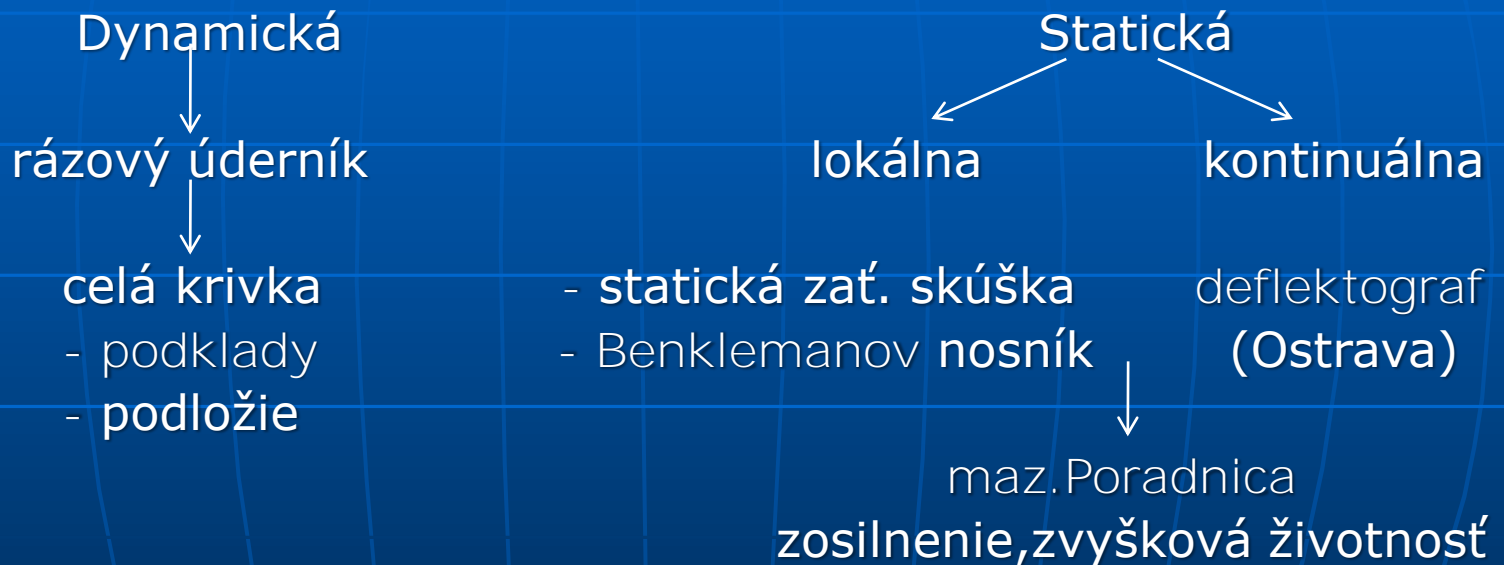 Dynamická Statická
rázový úderník lokálna kontinuálna
celá krivka - statická zať. skúška deflektograf
- podklady - Benklemanov nosník (Ostrava)
- podložie
maz.Poradnica
zosilnenie,zvyšková životnosť